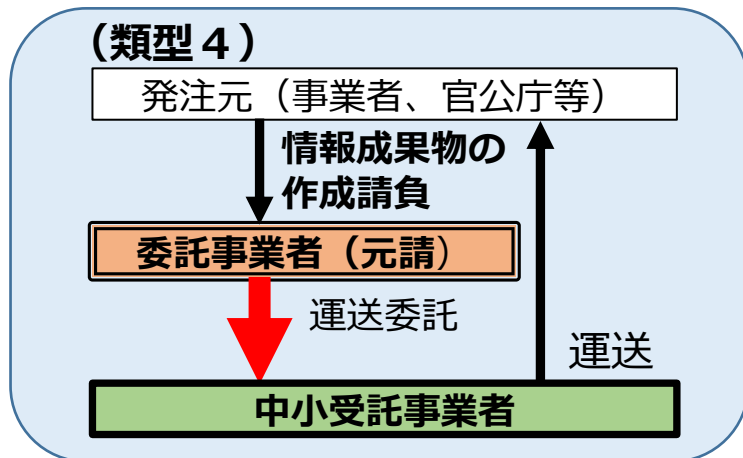 （類型４）
発注元（事業者、官公庁等）
情報成果物の
作成請負
委託事業者（元請）
運送委託
運送
中小受託事業者